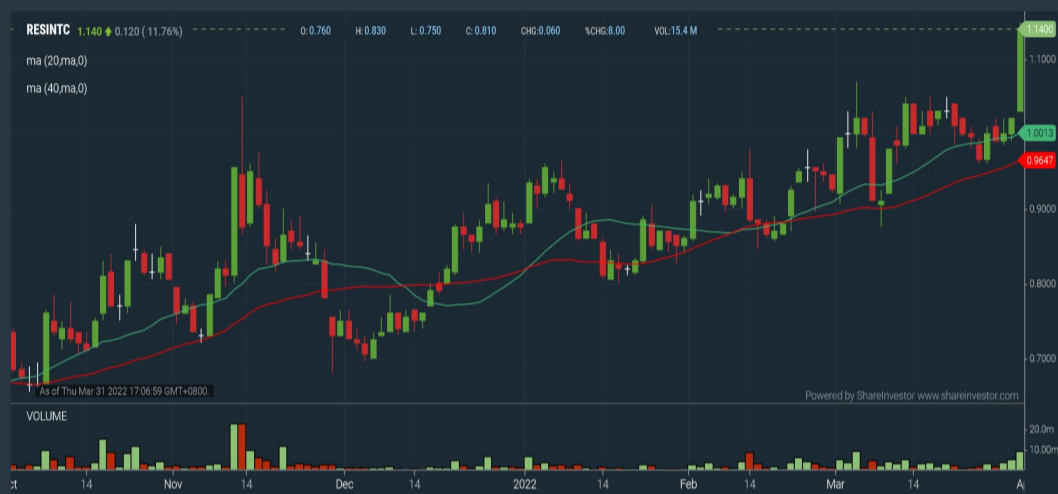 RESINTC 1.140 0.120 ( 11.76%) O: 0.760 H: 0.830 L: 0.750 C: 0.810 CHG:0.060 %CHG:8.00 VOL:15.4 M
1.1400
ma (20,ma,0)
1.1000
ma (40,ma,0)
1.0013
0.9647
0.9000
0.8000
0.7000
As of Thu Mar 31 2022 17:06:59 GMT+0800.
Powered by ShareInvestor www.shareinvestor.com
VOLUME
20.0m
10.00m
ct 14 Nov 14 Dec 14 2022 14 Feb 14 Mar 14 A